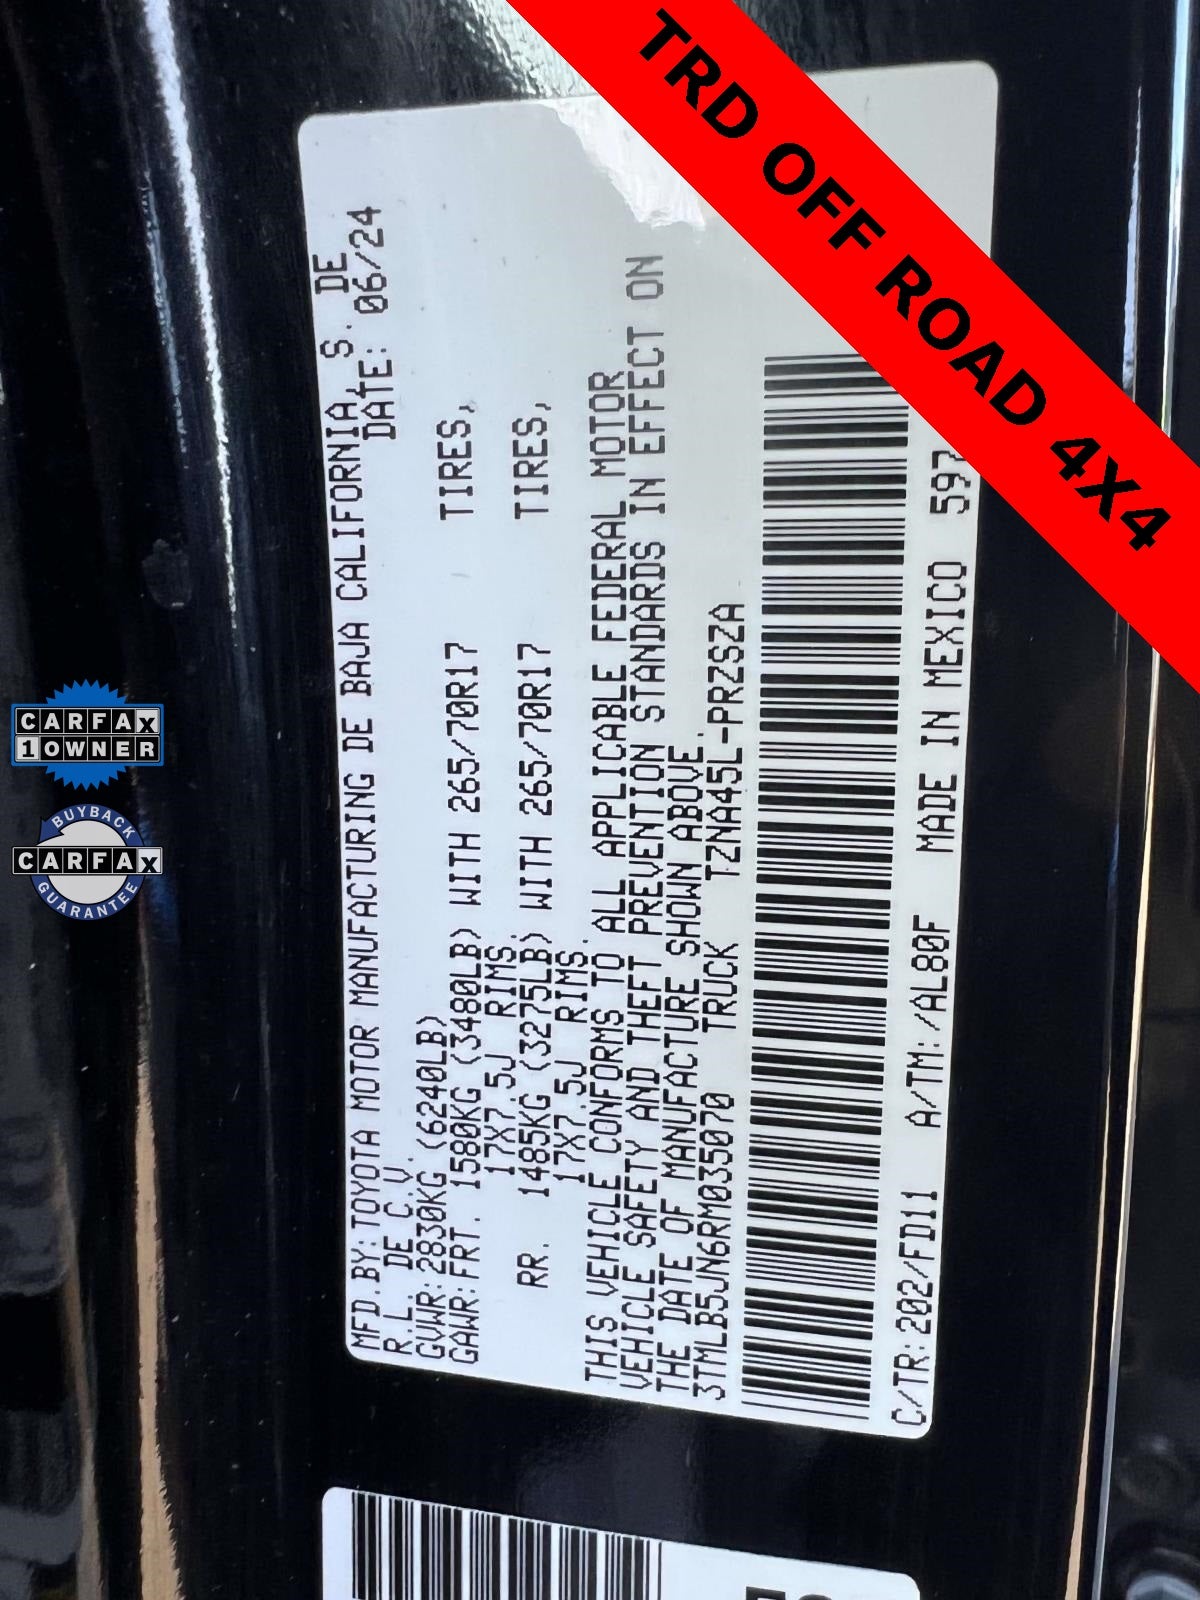 TRD OFF ROAD 4X4
MFD.BY:TOYOTA MOTOR MANUFACTURING DE BAJA CALIFORNIA, S. DE
R.L. DE C.V. DATE: 06/24
GVWR:2830KG (6240LB)
GAWR:FRT. 1580KG (3480LB) WITH 265/70R17 TIRES,
17X7.5J RIMS.
RR. 1485KG (3275LB) WITH 265/70R17 TIRES,
17X7.5J RIMS.
THIS VEHICLE CONFORMS TO ALL APPLICABLE FEDERAL MOTOR
VEHICLE SAFETY AND THEFT PREVENTION STANDARDS IN EFFECT ON
THE DATE OF MANUFACTURE SHOWN ABOVE.
3TMLB5JN6RM035070 TRUCK TZNA45L-PRZSZA
C/TR:202/FD11 A/TM:/AL80F MADE IN MEXICO 597
CARFAX
1 OWNER
BUYBACK
CARFAX
GUARANTEE